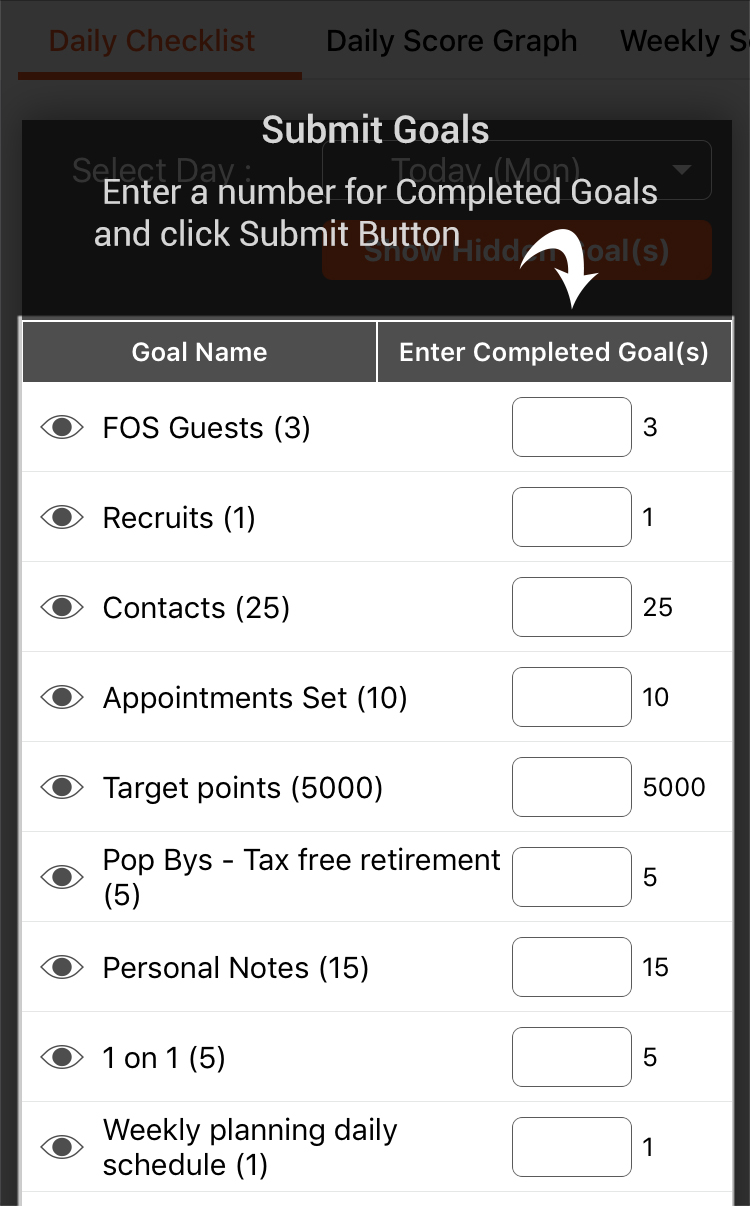 Daily Checklist Daily Score Graph Weekly
Submit Goals
Select Day : Today (Mon)
Enter a number for Completed Goals
and click Submit Button
Show Hidden Goal(s)
Goal Name Enter Completed Goal(s)
FOS Guests (3) 3
Recruits (1) 1
Contacts (25) 25
Appointments Set (10) 10
Target points (5000) 5000
Pop Bys - Tax free retirement
(5) 5
Personal Notes (15) 15
1 on 1 (5) 5
Weekly planning daily
schedule (1) 1